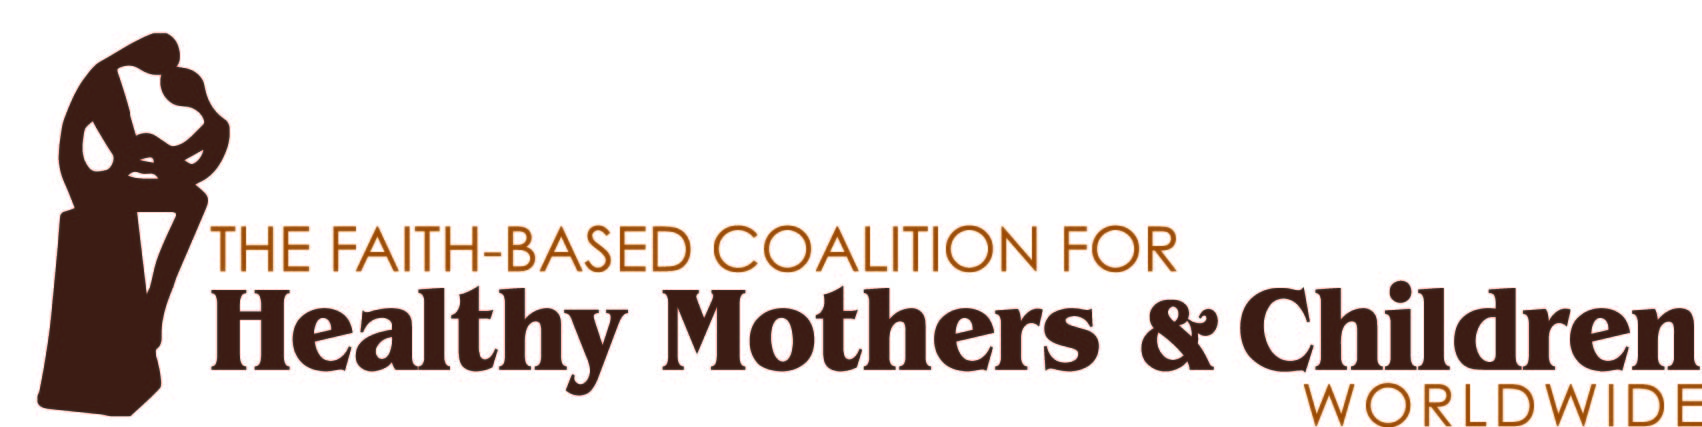 THE FAITH-BASED COALITION FOR
Healthy Mothers & Children
WORLDWIDE